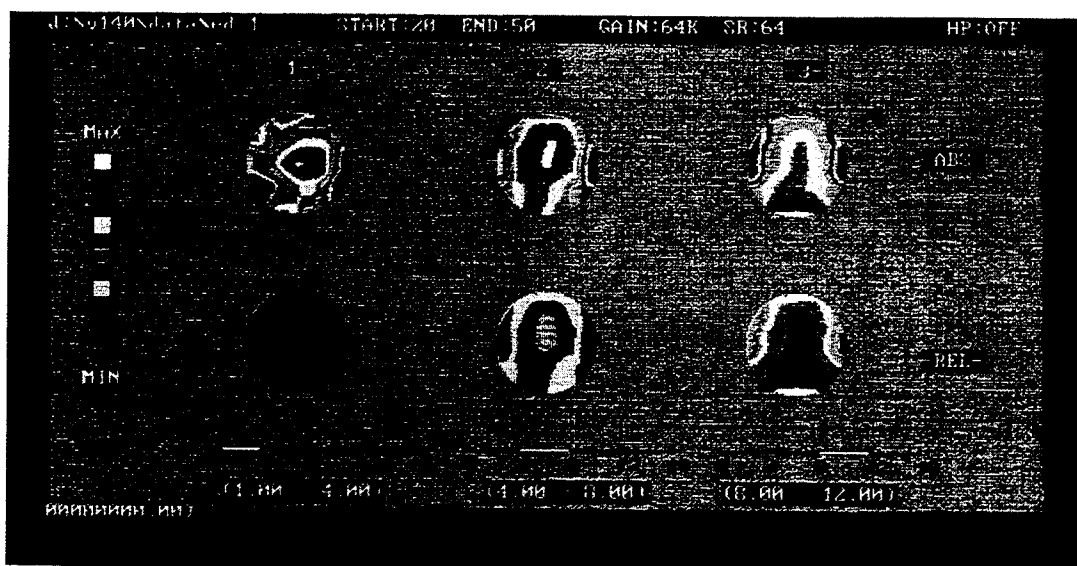 START:20 END:50 GAIN:64K SR:64 HP:OFF
1 2 3
MAX
ABS
REL-
MIN
(1.00 4.00) (4.00 8.00) (8.00 12.00)